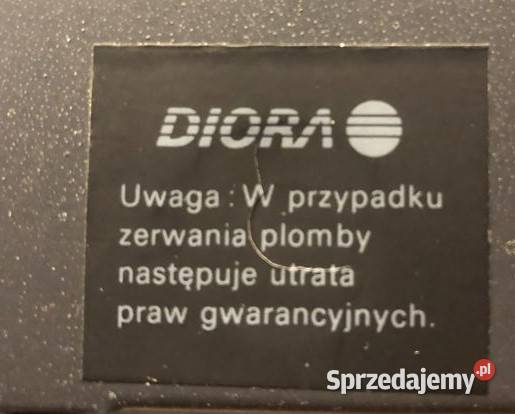 DIORA
Uwaga : W przypadku
zerwania plomby
następuje utrata
praw gwarancyjnych.
Sprzedajemy.pl